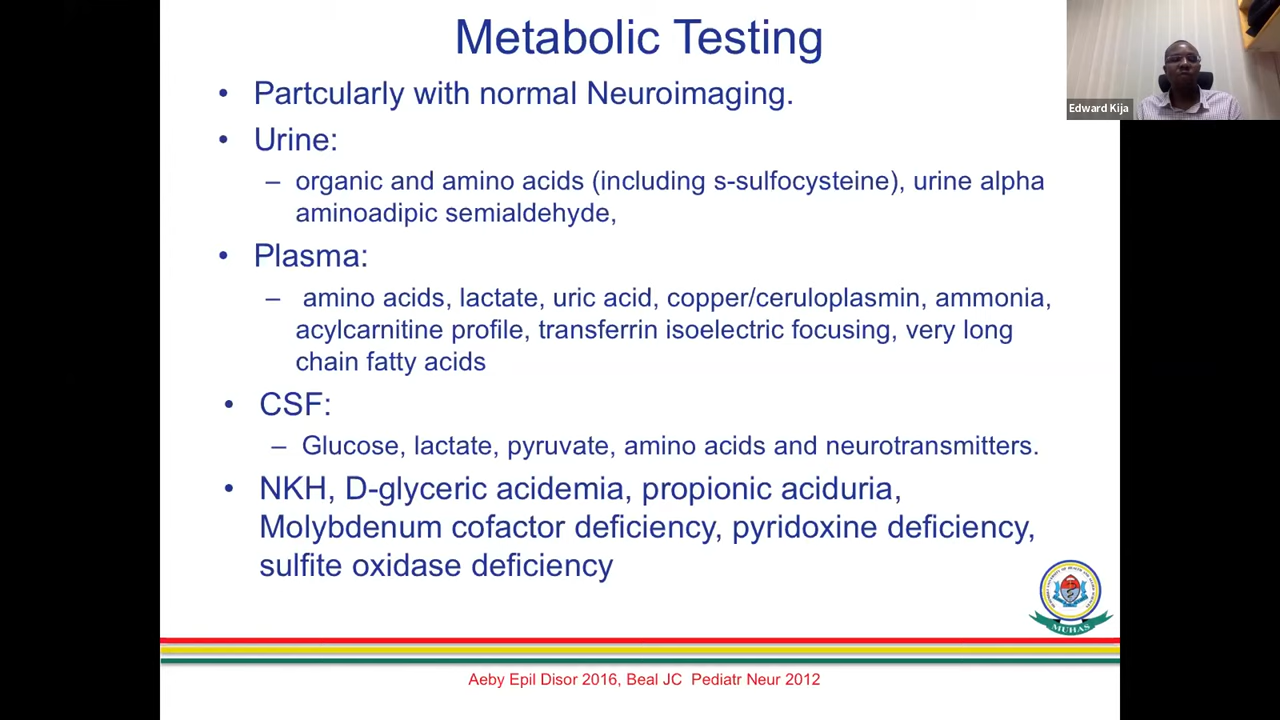 Metabolic Testing
• Partcularly with normal Neuroimaging.
• Urine:
– organic and amino acids (including s-sulfocysteine), urine alpha
aminoadipic semialdehyde,
• Plasma:
– amino acids, lactate, uric acid, copper/ceruloplasmin, ammonia,
acylcarnitine profile, transferrin isoelectric focusing, very long
chain fatty acids
• CSF:
– Glucose, lactate, pyruvate, amino acids and neurotransmitters.
• NKH, D-glyceric acidemia, propionic aciduria,
Molybdenum cofactor deficiency, pyridoxine deficiency,
sulfite oxidase deficiency
Edward Kija
MUHAS
Aeby Epil Disor 2016, Beal JC Pediatr Neur 2012